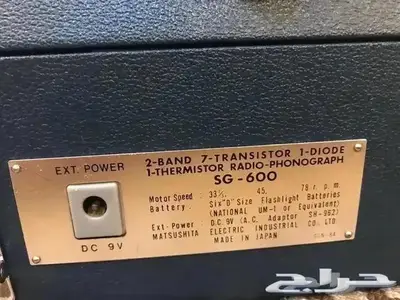 2-BAND 7-TRANSISTOR 1-DIODE
1-THERMISTOR RADIO-PHONOGRAPH
SG-600
EXT. POWER
DC 9V
Motor Speed : 33⅓, 45, 78 r. p. m.
Battery : Six "D" Size Flashlight Batteries
(NATIONAL UM-1 or Equivalent)
Ext. Power : D.C. 9V (A.C. Adaptor SH-962)
MATSUSHITA ELECTRIC INDUSTRIAL CO., LTD.
MADE IN JAPAN
حراج